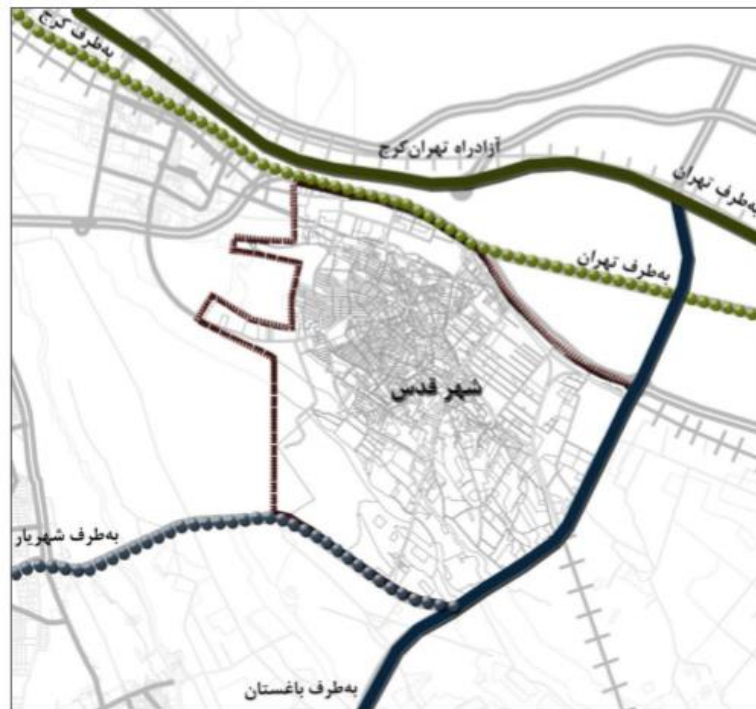 به‌طرف کرج
آزادراه تهران‌کرج
به‌طرف تهران
به‌طرف تهران
شهر قدس
به‌طرف شهریار
به‌طرف باغستان